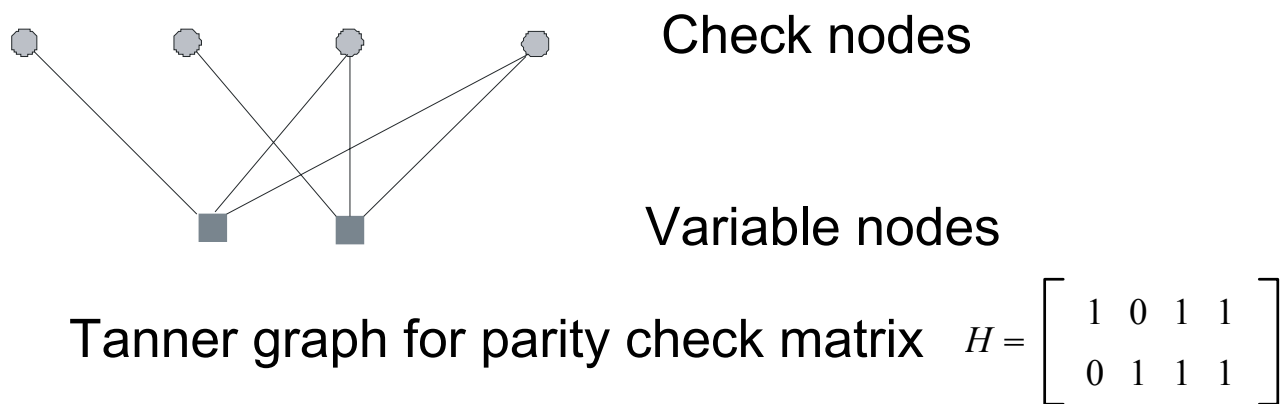 Check nodes
Variable nodes
Tanner graph for parity check matrix H = [ 1 0 1 1
0 1 1 1 ]